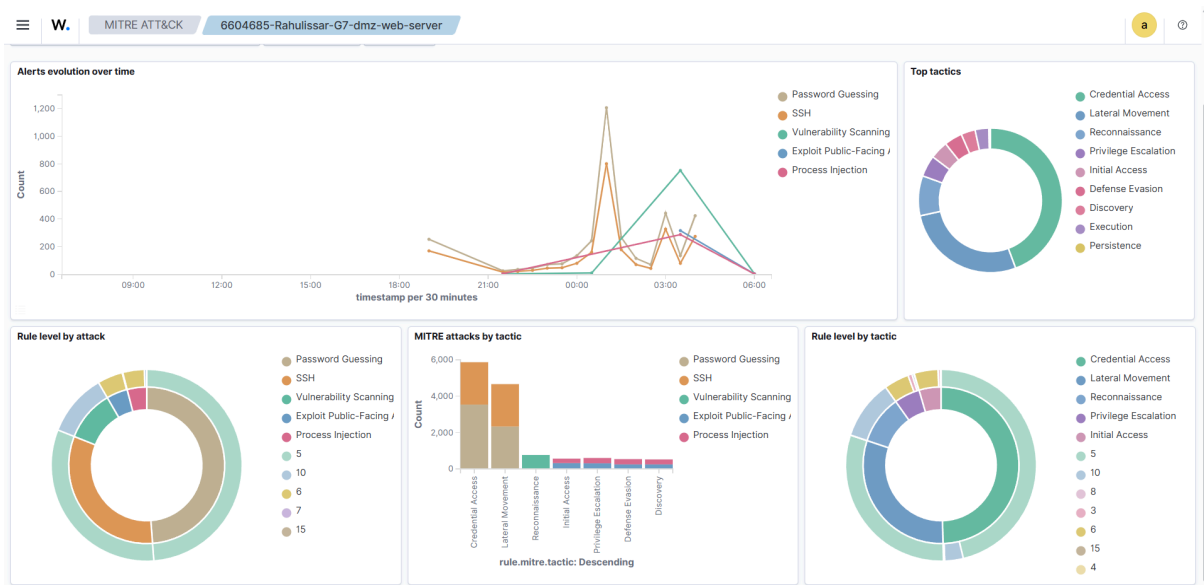 W.
MITRE ATT&CK
6604685-Rahulissar-G7-dmz-web-server
a
Alerts evolution over time
1,200
1,000
800
600
400
200
0
Count
09:00
12:00
15:00
18:00
21:00
00:00
03:00
06:00
timestamp per 30 minutes
Password Guessing
SSH
Vulnerability Scanning
Exploit Public-Facing
Process Injection
Top tactics
Credential Access
Lateral Movement
Reconnaissance
Privilege Escalation
Initial Access
Defense Evasion
Discovery
Execution
Persistence
Rule level by attack
Password Guessing
SSH
Vulnerability Scanning
Exploit Public-Facing
Process Injection
5
10
6
7
15
MITRE attacks by tactic
6,000
4,000
2,000
0
Count
Credential Access
Lateral Movement
Reconnaissance
Initial Access
Privilege Escalation
Defense Evasion
Discovery
rule.mitre.tactic: Descending
Password Guessing
SSH
Vulnerability Scanning
Exploit Public-Facing
Process Injection
Rule level by tactic
Credential Access
Lateral Movement
Reconnaissance
Privilege Escalation
Initial Access
5
10
8
3
6
15
4